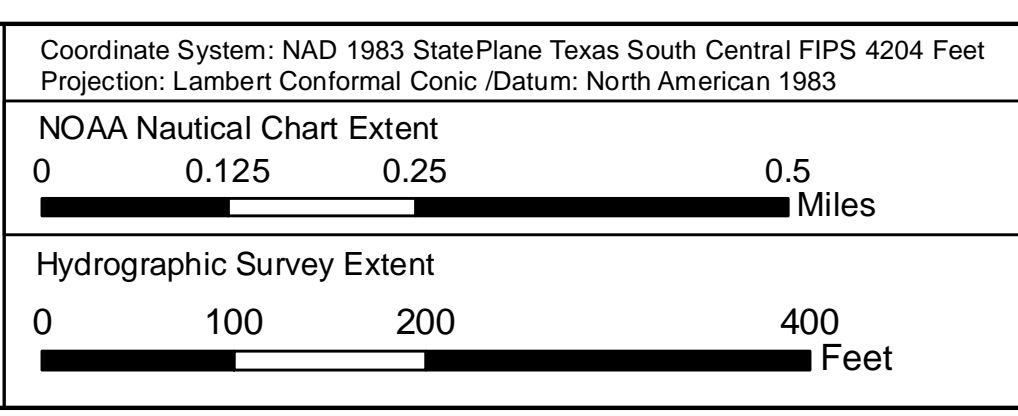 Coordinate System: NAD 1983 StatePlane Texas South Central FIPS 4204 Feet
Projection: Lambert Conformal Conic /Datum: North American 1983
NOAA Nautical Chart Extent
0 0.125 0.25 0.5
Miles
Hydrographic Survey Extent
0 100 200 400
Feet